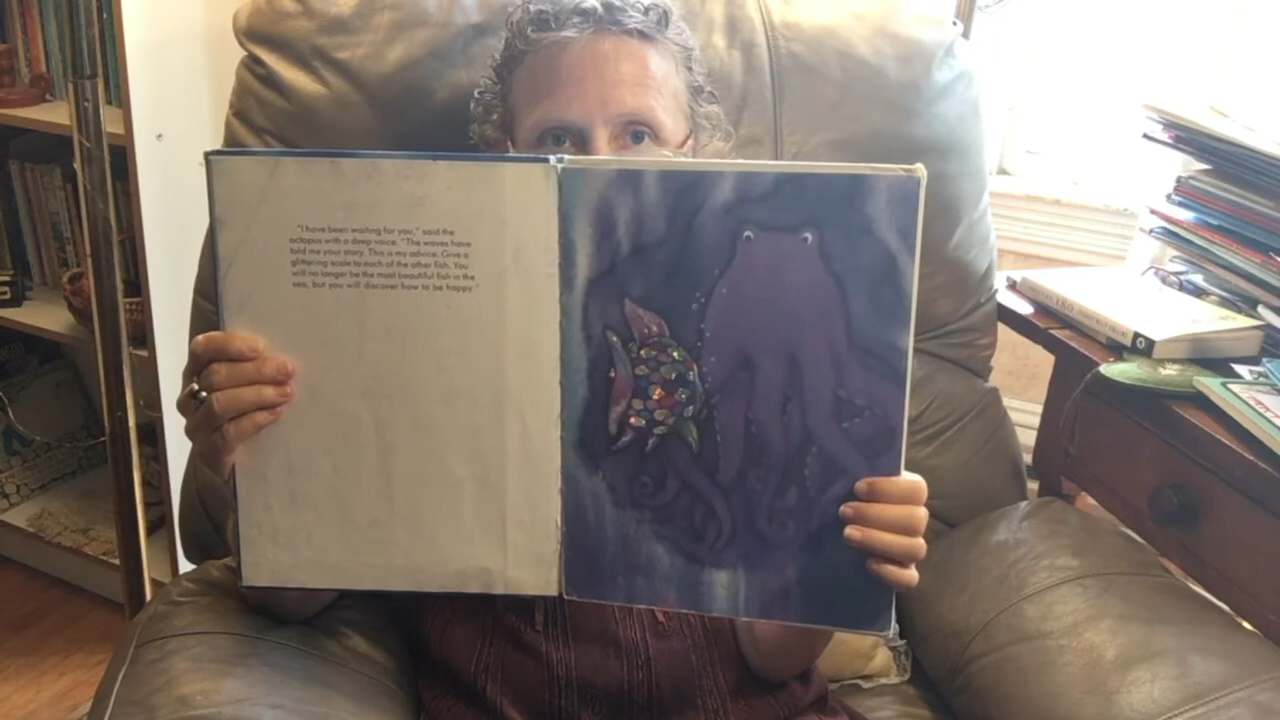 "I have been waiting for you," said the
octopus with a deep voice. "The waves have
told me your story. This is my advice. Give a
glittering scale to each of the other fish. You
will no longer be the most beautiful fish in the
sea, but you will discover how to be happy."